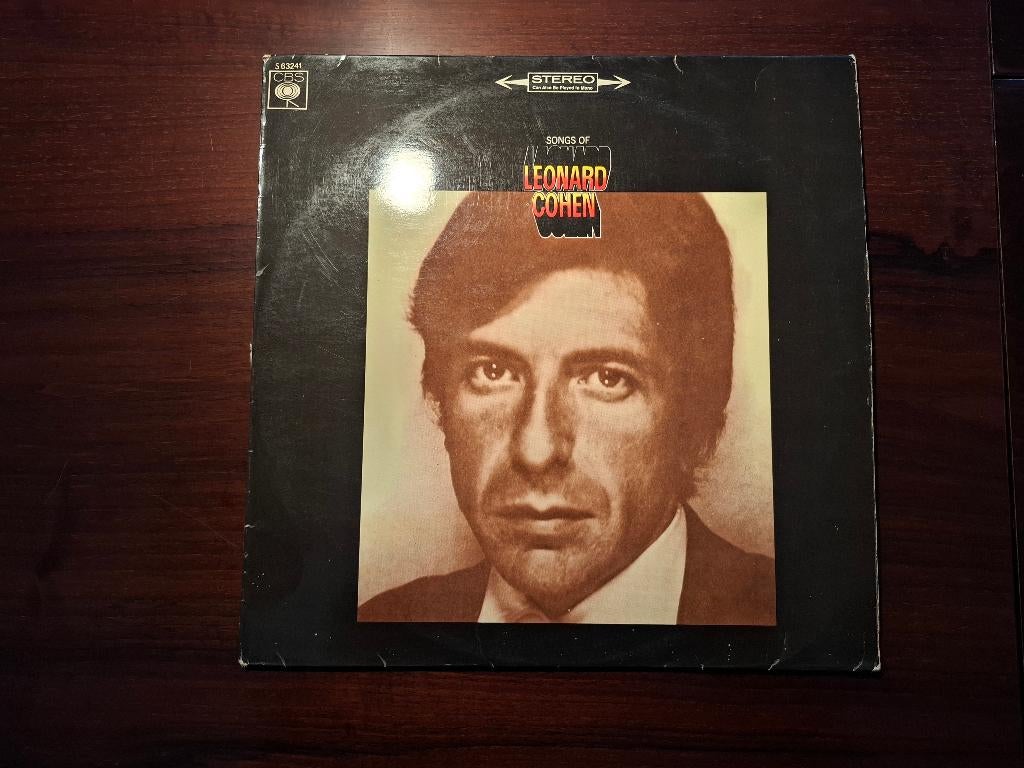 S 63241
CBS
STEREO
Can Also Be Played In Mono
SONGS OF
LEONARD
COHEN